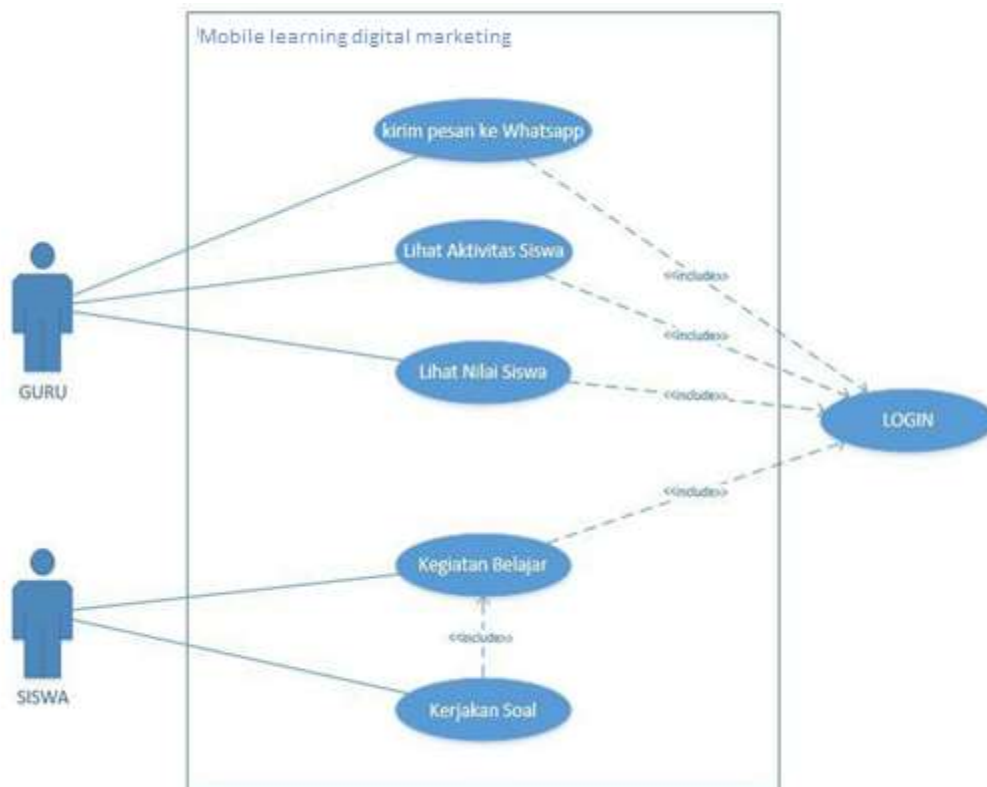 Mobile learning digital marketing
kirim pesan ke Whatsapp
Lihat Aktivitas Siswa
<<include>>
<<include>>
Lihat Nilai Siswa
<<include>>
GURU
LOGIN
<<include>>
Kegiatan Belajar
<<include>>
SISWA
Kerjakan Soal